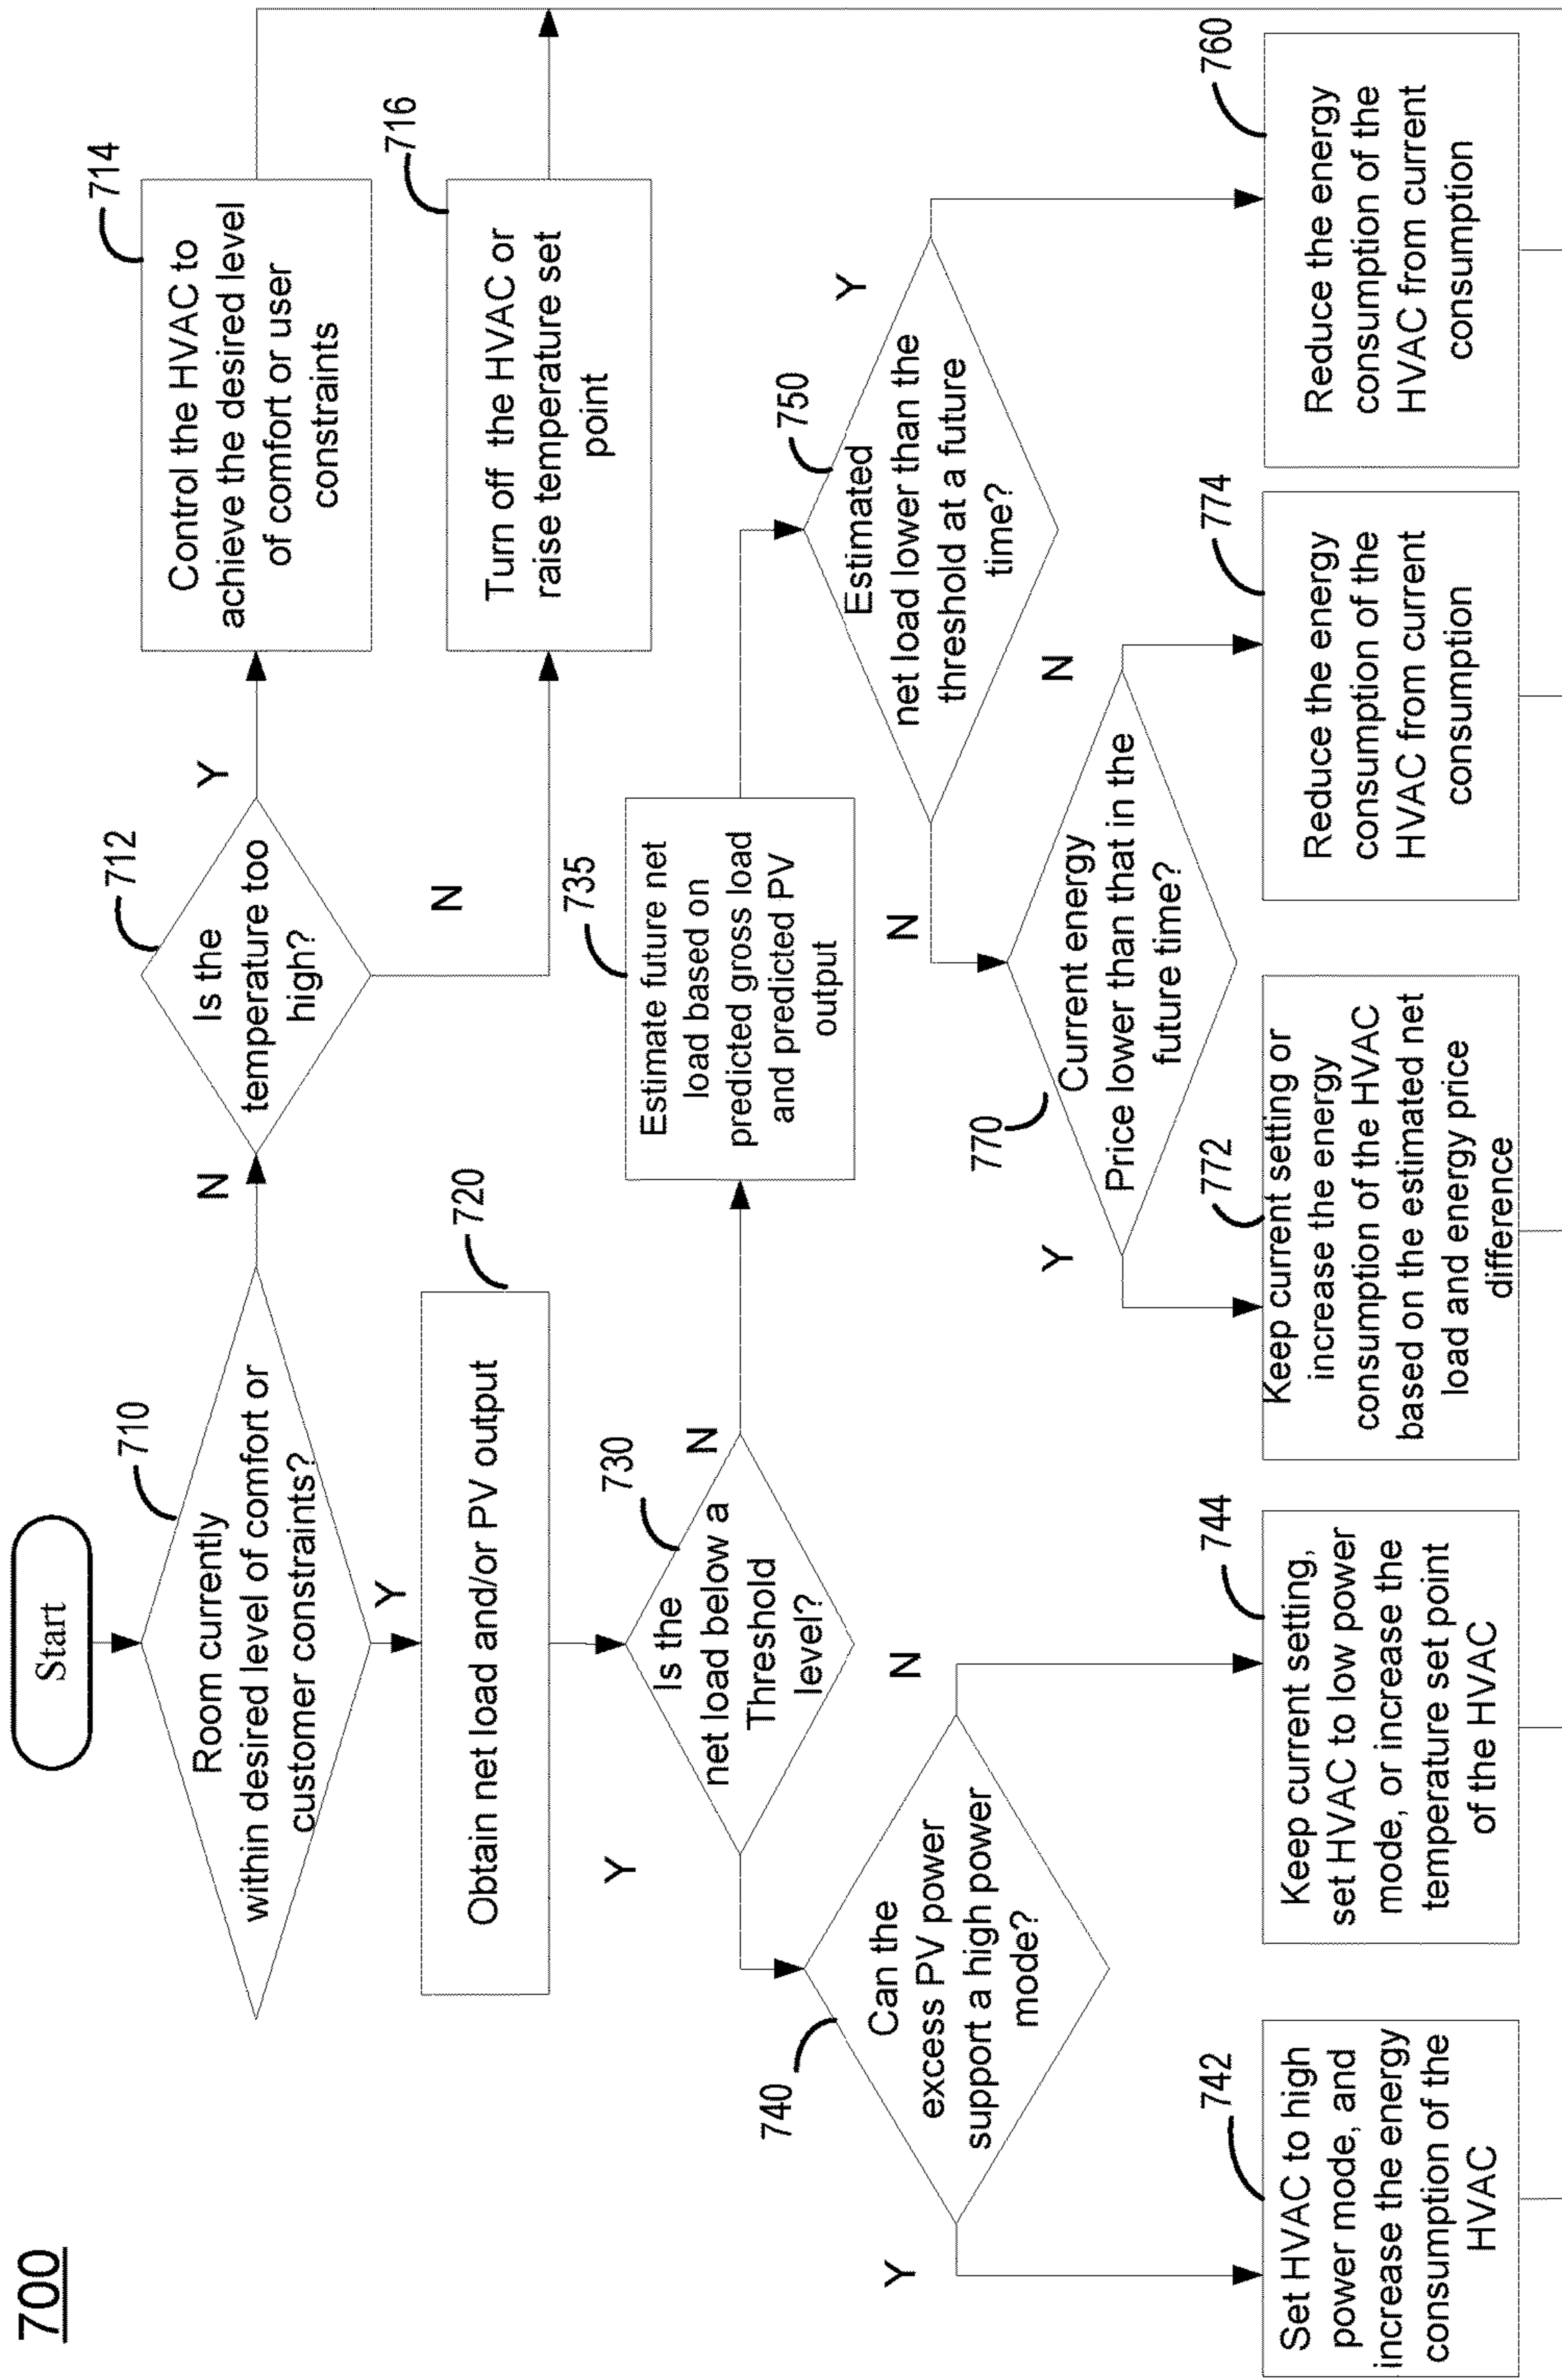 700
Start
710
Room currently
within desired level of comfort or
customer constraints?
N
Y
712
Is the
temperature too
high?
Y
N
714
Control the HVAC to
achieve the desired level
of comfort or user
constraints
716
Turn off the HVAC or
raise temperature set
point
720
Obtain net load and/or PV output
730
Is the
net load below a
Threshold
level?
Y
N
735
Estimate future net
load based on
predicted gross load
and predicted PV
output
740
Can the
excess PV power
support a high power
mode?
Y
N
750
Estimated
net load lower than the
threshold at a future
time?
Y
N
770
Current energy
Price lower than that in the
future time?
Y
N
742
Set HVAC to high
power mode, and
increase the energy
consumption of the
HVAC
744
Keep current setting,
set HVAC to low power
mode, or increase the
temperature set point
of the HVAC
772
Keep current setting or
increase the energy
consumption of the HVAC
based on the estimated net
load and energy price
difference
774
Reduce the energy
consumption of the
HVAC from current
consumption
760
Reduce the energy
consumption of the
HVAC from current
consumption